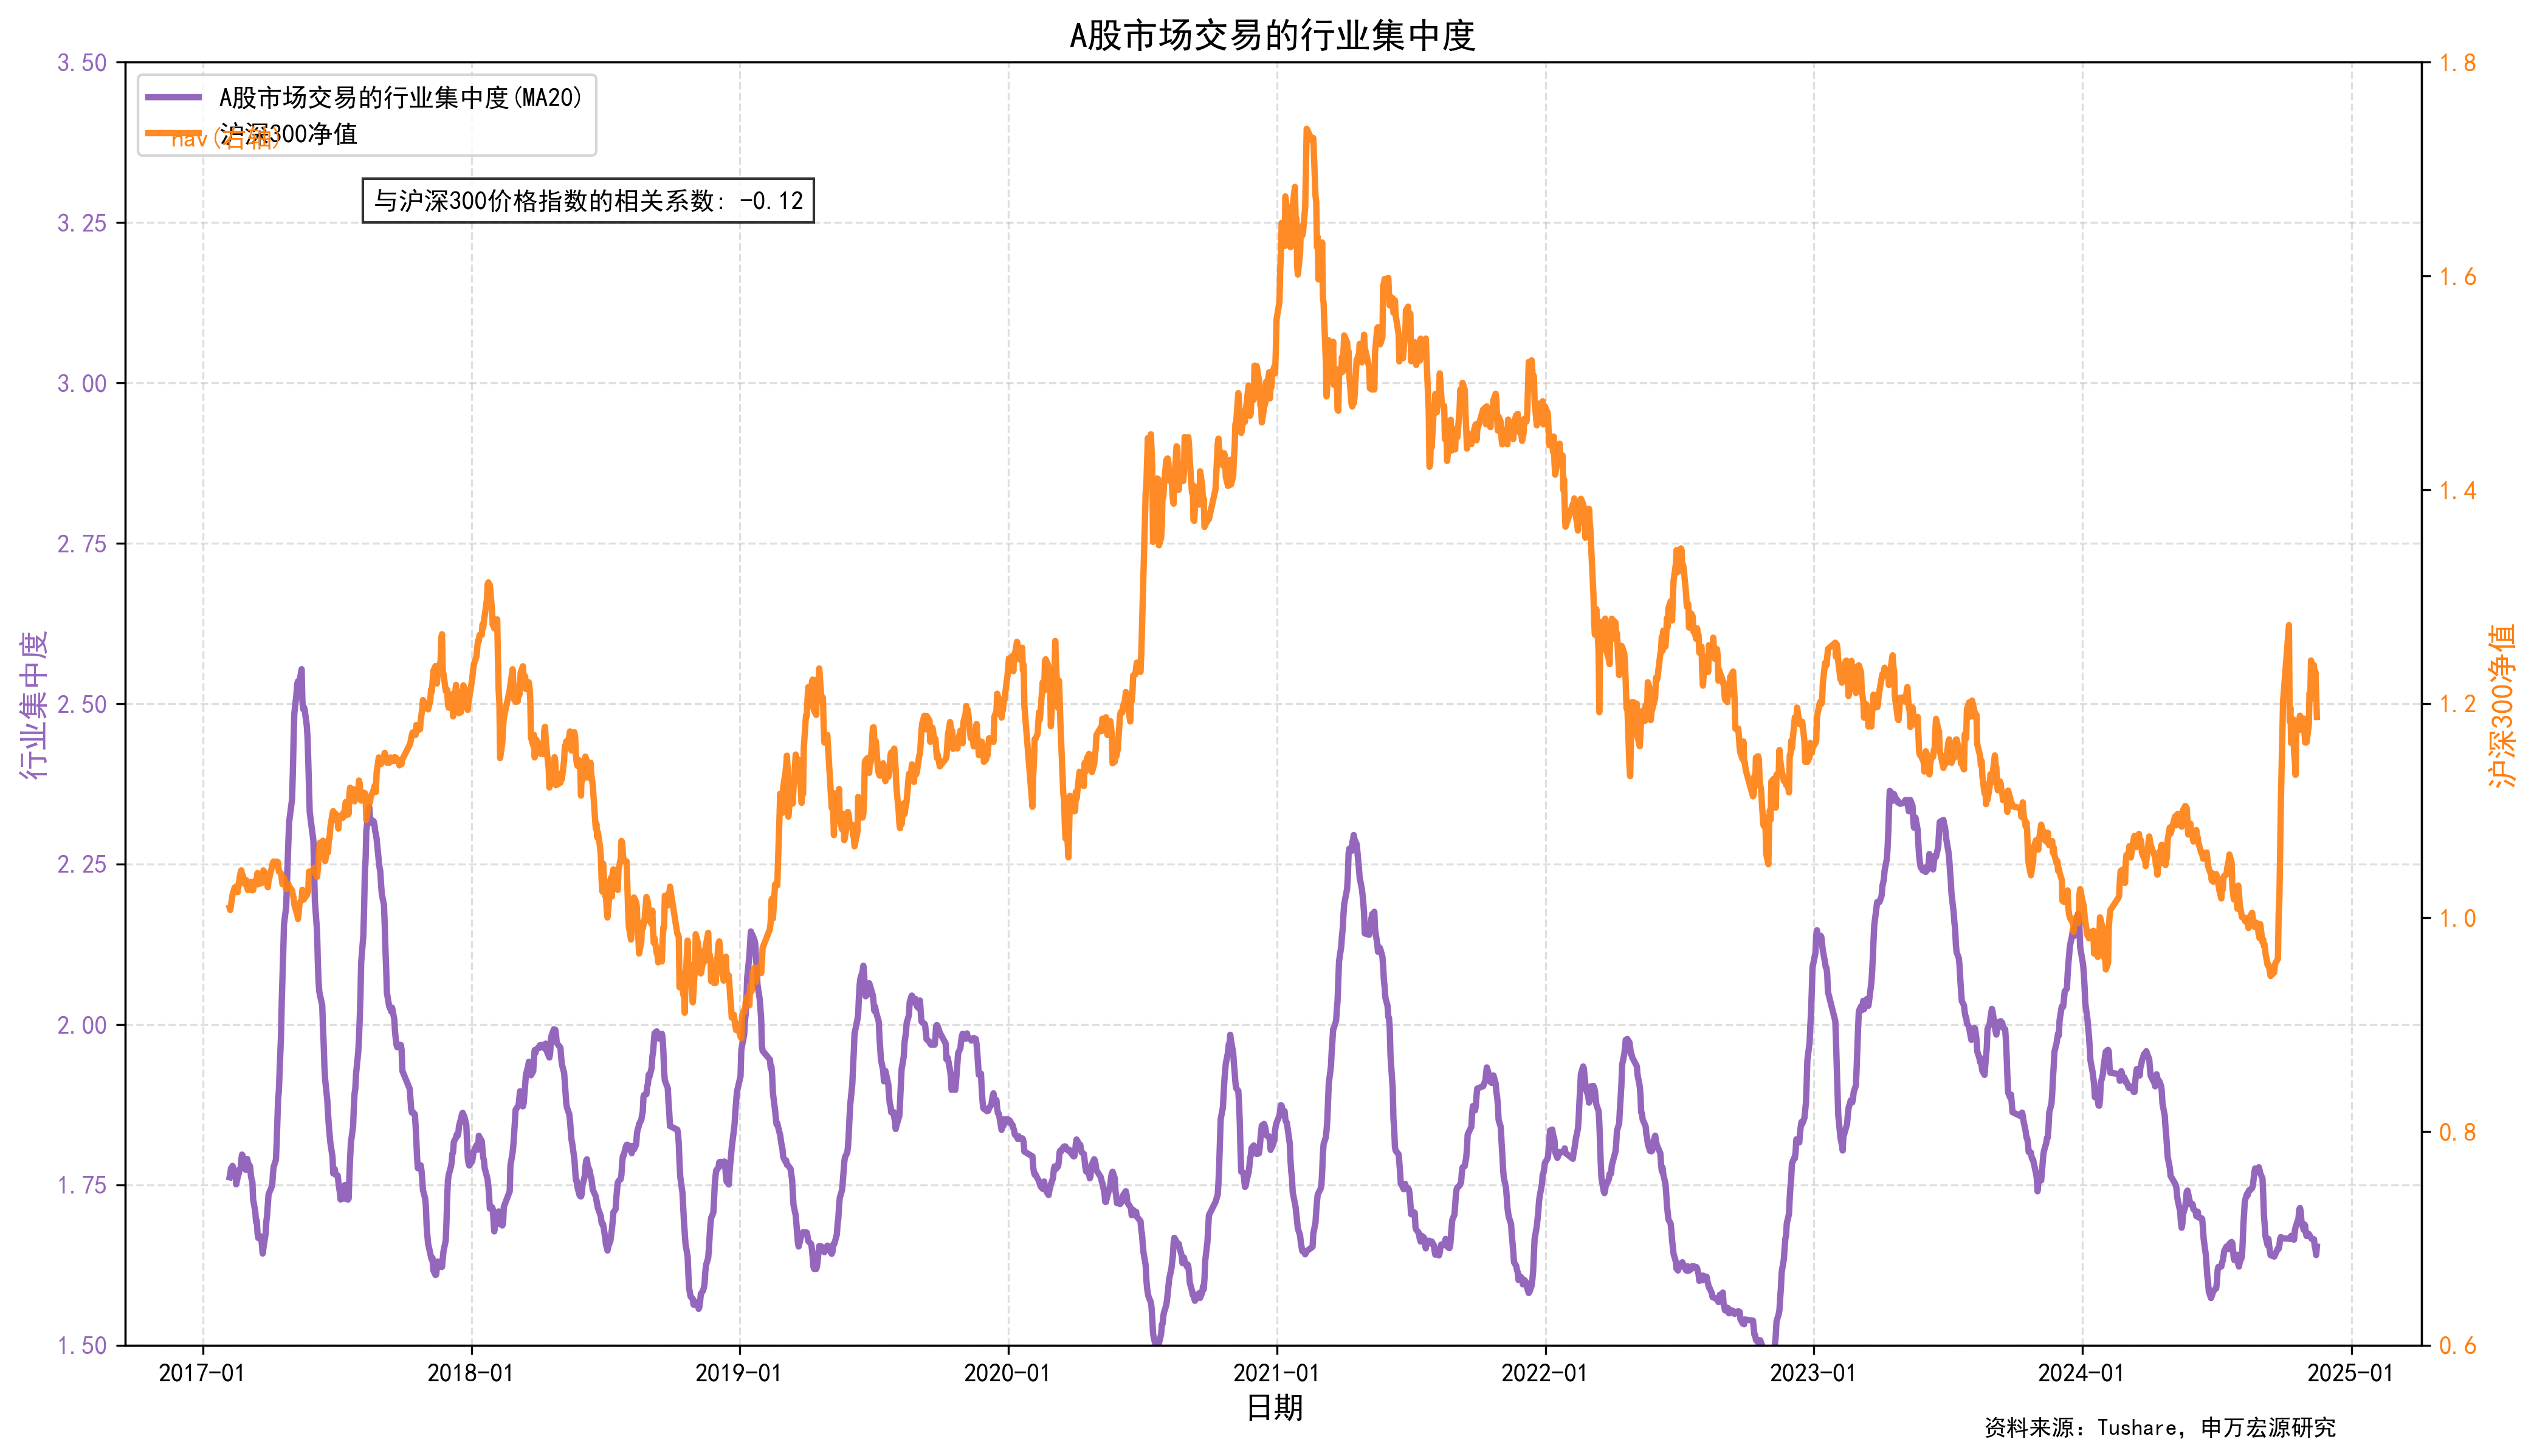 A股市场交易的行业集中度
A股市场交易的行业集中度(MA20)
沪深300净值
nav(右轴)
与沪深300价格指数的相关系数: -0.12
3.50
3.25
3.00
2.75
2.50
2.25
2.00
1.75
1.50
行业集中度
1.8
1.6
1.4
1.2
1.0
0.8
0.6
沪深300净值
2017-01
2018-01
2019-01
2020-01
2021-01
2022-01
2023-01
2024-01
2025-01
日期
资料来源：Tushare，申万宏源研究